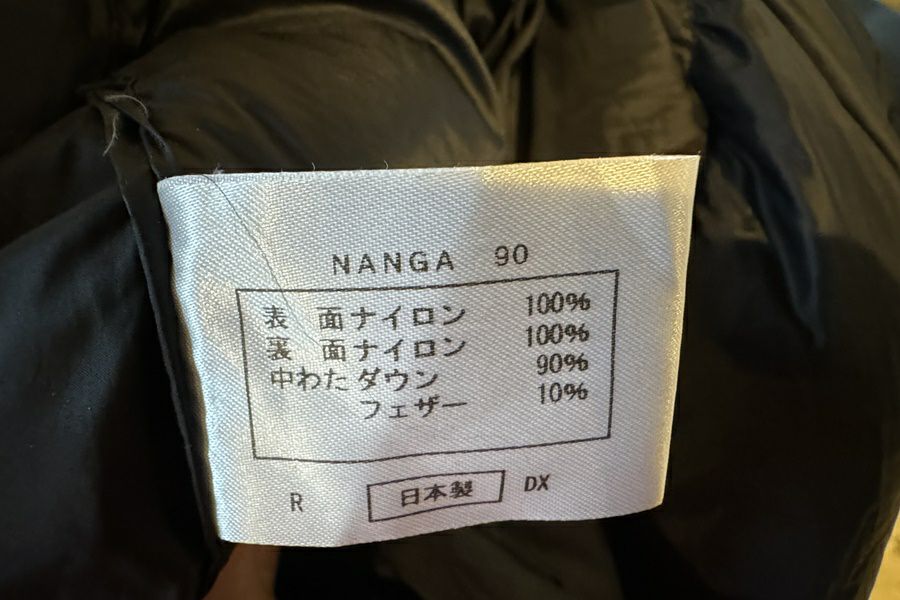 NANGA 90
表 面ナイロン 100%
裏 面ナイロン 100%
中わたダウン 90%
フェザー 10%
R 日本製 DX